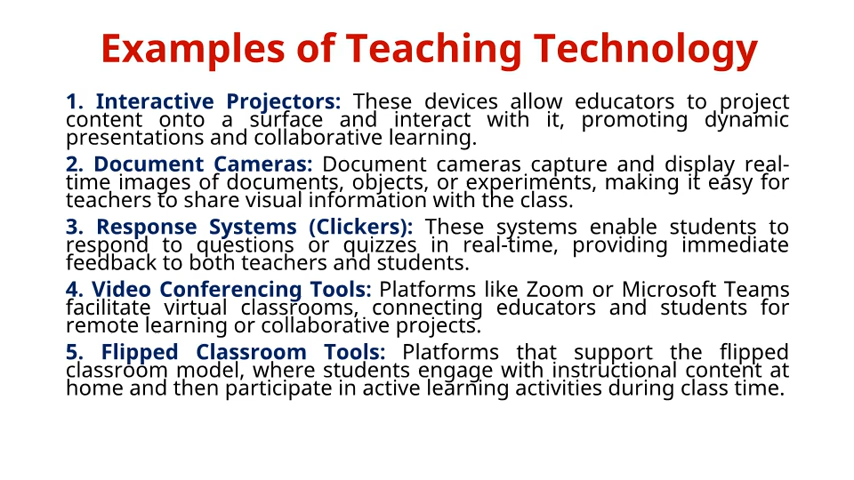 Examples of Teaching Technology
1. Interactive Projectors: These devices allow educators to project
content onto a surface and interact with it, promoting dynamic
presentations and collaborative learning.
2. Document Cameras: Document cameras capture and display real-
time images of documents, objects, or experiments, making it easy for
teachers to share visual information with the class.
3. Response Systems (Clickers): These systems enable students to
respond to questions or quizzes in real-time, providing immediate
feedback to both teachers and students.
4. Video Conferencing Tools: Platforms like Zoom or Microsoft Teams
facilitate virtual classrooms, connecting educators and students for
remote learning or collaborative projects.
5. Flipped Classroom Tools: Platforms that support the flipped
classroom model, where students engage with instructional content at
home and then participate in active learning activities during class time.